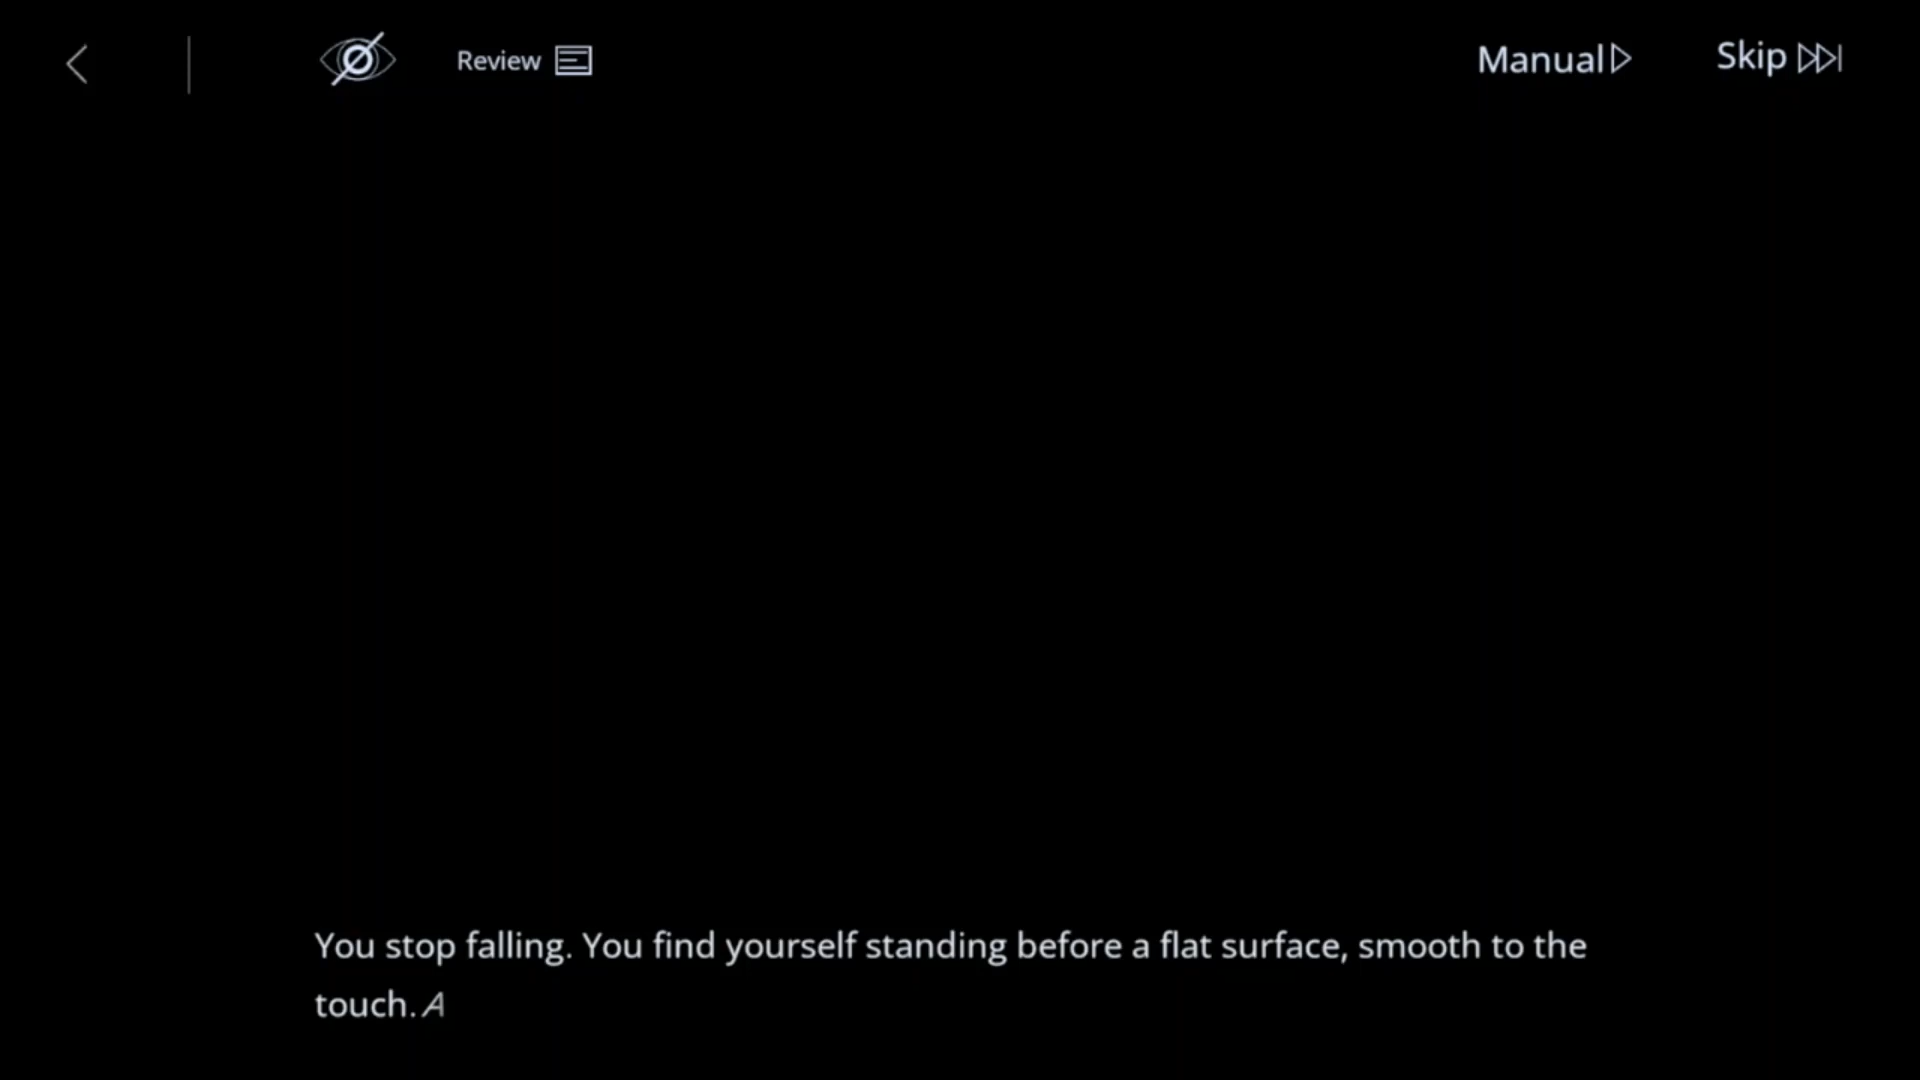 Review
Manual
Skip
You stop falling. You find yourself standing before a flat surface, smooth to the
touch. A